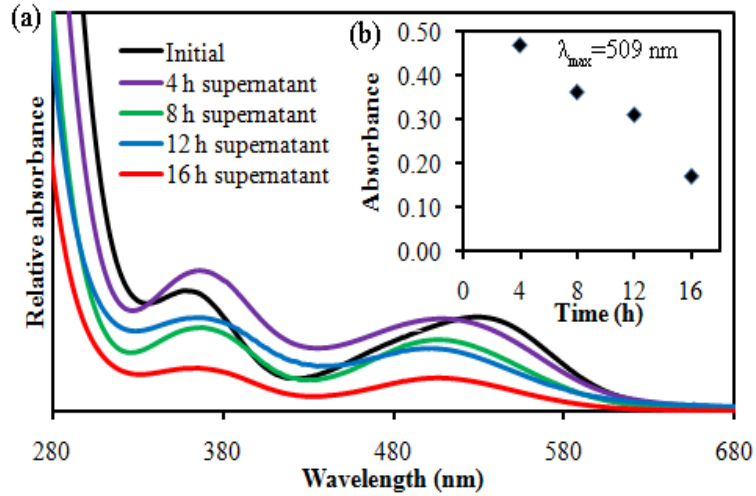 (a)
Initial
4 h supernatant
8 h supernatant
12 h supernatant
16 h supernatant
Relative absorbance
280
380
480
580
680
Wavelength (nm)
(b)
λmax=509 nm
Absorbance
0.50
0.40
0.30
0.20
0.10
0.00
0
4
8
12
16
Time (h)